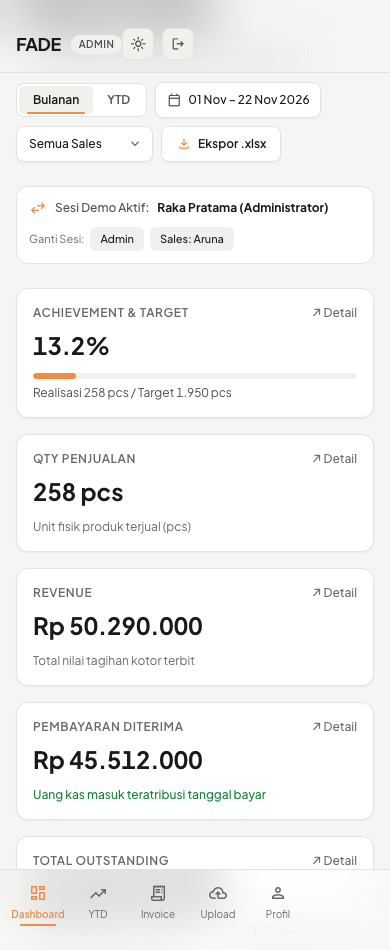 FADE ADMIN
Bulanan YTD 01 Nov – 22 Nov 2026
Semua Sales Ekspor .xlsx
Sesi Demo Aktif: Raka Pratama (Administrator)
Ganti Sesi: Admin Sales: Aruna
ACHIEVEMENT & TARGET Detail
13.2%
Realisasi 258 pcs / Target 1.950 pcs
QTY PENJUALAN Detail
258 pcs
Unit fisik produk terjual (pcs)
REVENUE Detail
Rp 50.290.000
Total nilai tagihan kotor terbit
PEMBAYARAN DITERIMA Detail
Rp 45.512.000
Uang kas masuk teratribusi tanggal bayar
TOTAL OUTSTANDING Detail
Dashboard YTD Invoice Upload Profil